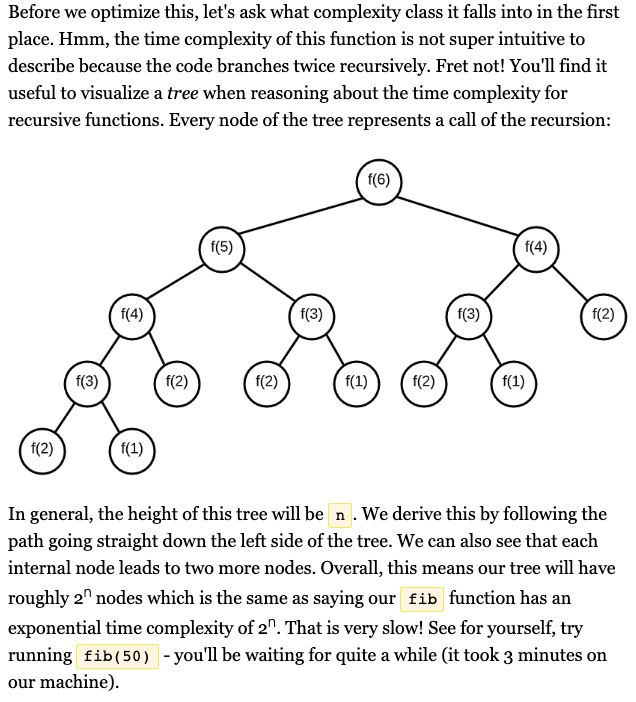 Before we optimize this, let's ask what complexity class it falls into in the first
place. Hmm, the time complexity of this function is not super intuitive to
describe because the code branches twice recursively. Fret not! You'll find it
useful to visualize a tree when reasoning about the time complexity for
recursive functions. Every node of the tree represents a call of the recursion:
f(6)
f(5)
f(4)
f(4)
f(3)
f(3)
f(2)
f(3)
f(2)
f(2)
f(1)
f(2)
f(1)
f(2)
f(1)
In general, the height of this tree will be n. We derive this by following the
path going straight down the left side of the tree. We can also see that each
internal node leads to two more nodes. Overall, this means our tree will have
roughly 2ⁿ nodes which is the same as saying our fib function has an
exponential time complexity of 2ⁿ. That is very slow! See for yourself, try
running fib(50) - you'll be waiting for quite a while (it took 3 minutes on
our machine).